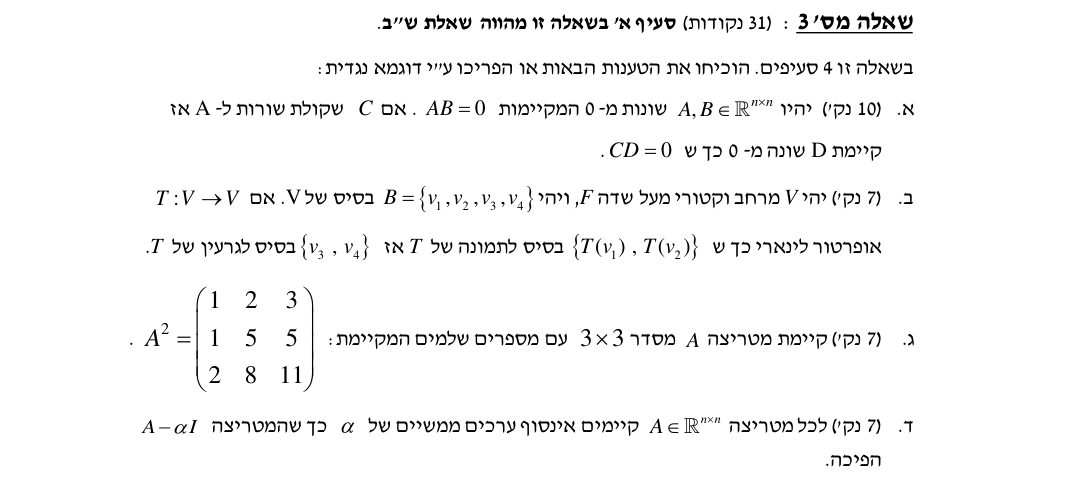 שאלה מס' 3 : (31 נקודות) סעיף א' בשאלה זו מהווה שאלת ש"ב.
בשאלה זו 4 סעיפים. הוכיחו את הטענות הבאות או הפריכו ע"י דוגמא נגדית:
א. (10 נק') יהיו A, B ∈ ℝⁿˣⁿ שונות מ- 0 המקיימות AB = 0 . אם C שקולת שורות ל- A אז
קיימת D שונה מ- 0 כך ש CD = 0 .
ב. (7 נק') יהי V מרחב וקטורי מעל שדה F, ויהי B = {v₁, v₂, v₃, v₄} בסיס של V. אם T : V → V
אופרטור לינארי כך ש {T(v₁) , T(v₂)} בסיס לתמונה של T אז {v₃ , v₄} בסיס לגרעין של T.
ג. (7 נק') קיימת מטריצה A מסדר 3 × 3 עם מספרים שלמים המקיימת: A² = (1 2 3
1 5 5
2 8 11) .
ד. (7 נק') לכל מטריצה A ∈ ℝⁿˣⁿ קיימים אינסוף ערכים ממשיים של α כך שהמטריצה A − αI
הפיכה.